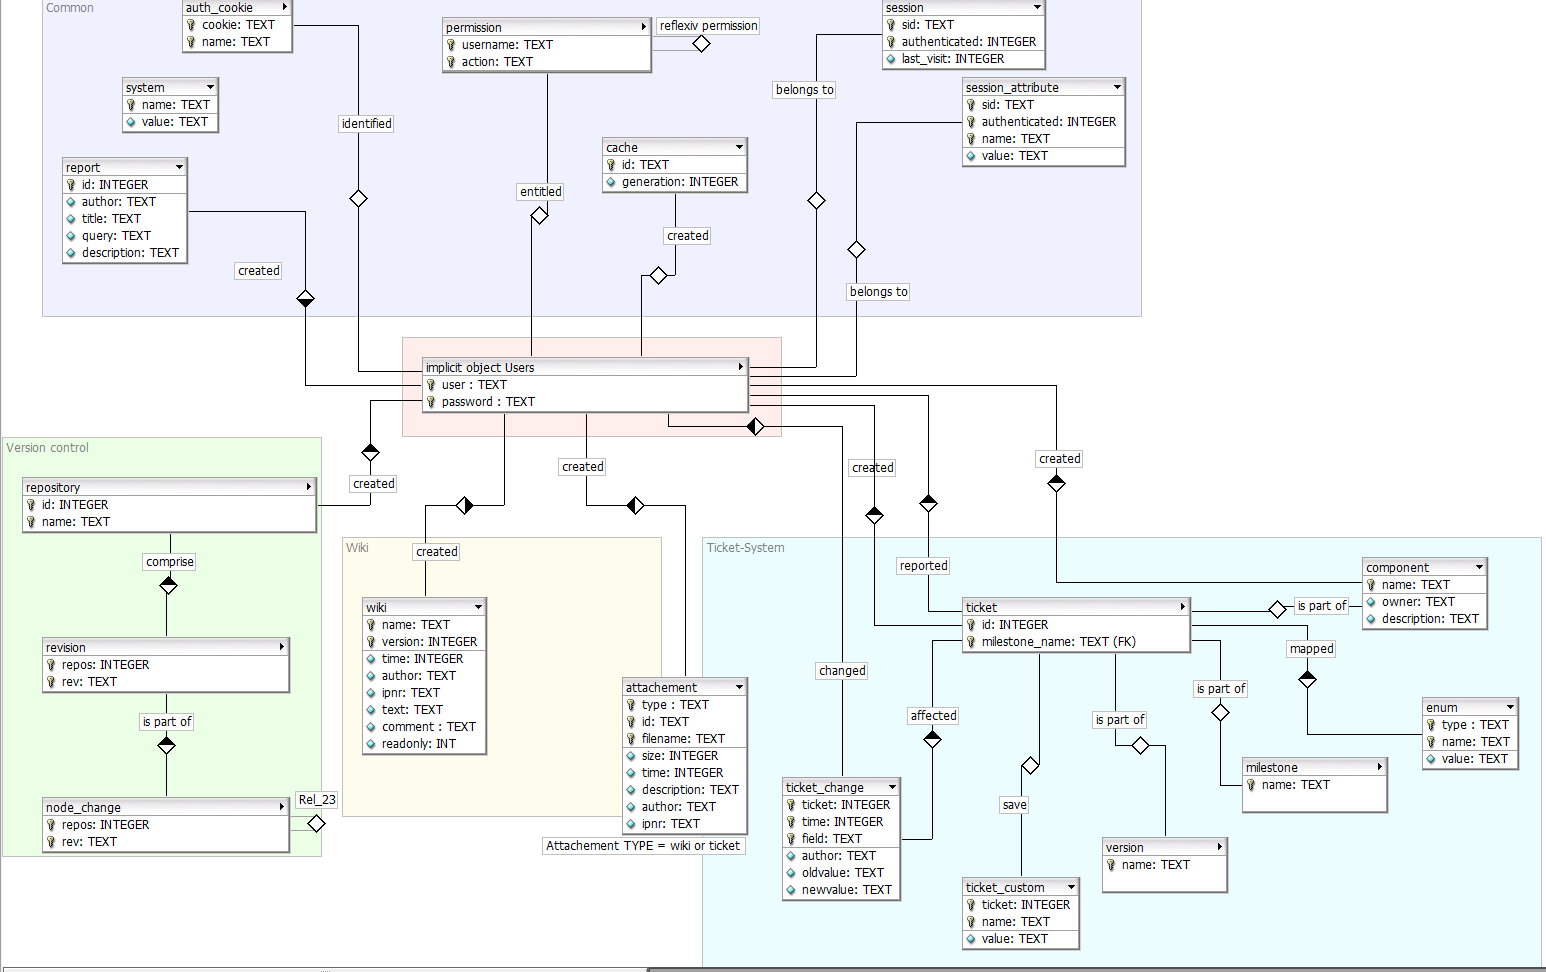 Common
auth_cookie
cookie: TEXT
name: TEXT
permission
username: TEXT
action: TEXT
reflexiv permission
session
sid: TEXT
authenticated: INTEGER
last_visit: INTEGER
system
name: TEXT
value: TEXT
identified
belongs to
session_attribute
sid: TEXT
authenticated: INTEGER
name: TEXT
value: TEXT
cache
id: TEXT
generation: INTEGER
report
id: INTEGER
author: TEXT
title: TEXT
query: TEXT
description: TEXT
entitled
created
created
belongs to
implicit object Users
user : TEXT
password : TEXT
Version control
repository
id: INTEGER
name: TEXT
created
created
created
created
comprise
Wiki
created
Ticket-System
reported
component
name: TEXT
owner: TEXT
description: TEXT
is part of
wiki
name: TEXT
version: INTEGER
time: INTEGER
author: TEXT
ipnr: TEXT
text: TEXT
comment : TEXT
readonly: INT
ticket
id: INTEGER
milestone_name: TEXT (FK)
revision
repos: INTEGER
rev: TEXT
mapped
changed
is part of
attachement
type : TEXT
id: TEXT
filename: TEXT
size: INTEGER
time: INTEGER
description: TEXT
author: TEXT
ipnr: TEXT
is part of
affected
is part of
enum
type : TEXT
name: TEXT
value: TEXT
milestone
name: TEXT
node_change
repos: INTEGER
rev: TEXT
Rel_23
ticket_change
ticket: INTEGER
time: INTEGER
field: TEXT
author: TEXT
oldvalue: TEXT
newvalue: TEXT
save
Attachement TYPE = wiki or ticket
version
name: TEXT
ticket_custom
ticket: INTEGER
name: TEXT
value: TEXT